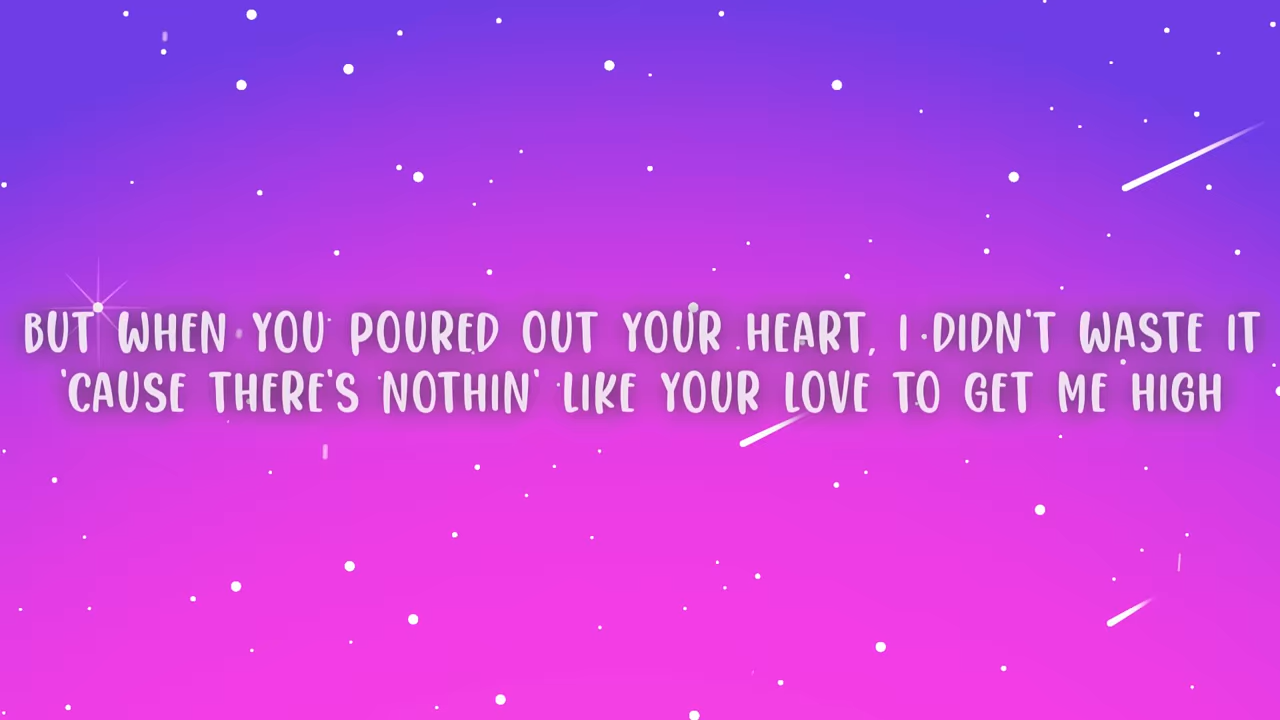 BUT WHEN YOU POURED OUT YOUR HEART, I DIDN'T WASTE IT
'CAUSE THERE'S NOTHIN' LIKE YOUR LOVE TO GET ME HIGH